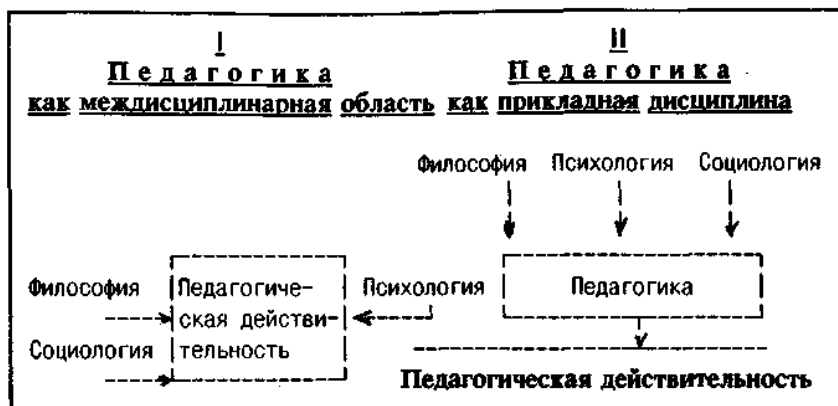 I
Педагогика
как междисциплинарная область
II
Педагогика
как прикладная дисциплина
Философия Психология Социология
Философия
Социология
Педагогиче-
ская действи-
тельность
Психология
Педагогика
Педагогическая действительность